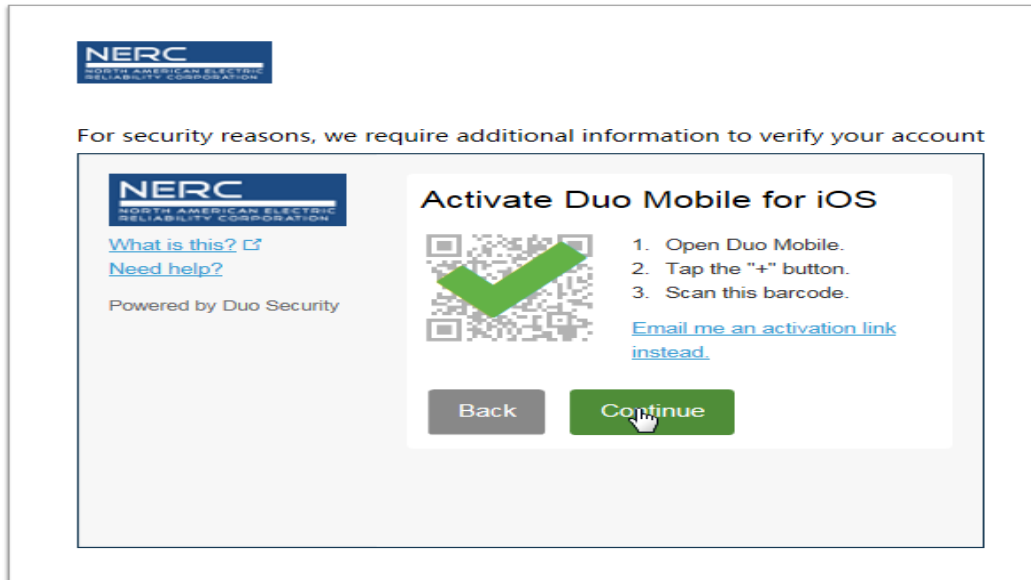 NERC
NORTH AMERICAN ELECTRIC
RELIABILITY CORPORATION
For security reasons, we require additional information to verify your account
NERC
NORTH AMERICAN ELECTRIC
RELIABILITY CORPORATION
What is this?
Need help?
Powered by Duo Security
Activate Duo Mobile for iOS
1. Open Duo Mobile.
2. Tap the "+" button.
3. Scan this barcode.
Email me an activation link
instead.
Back
Continue